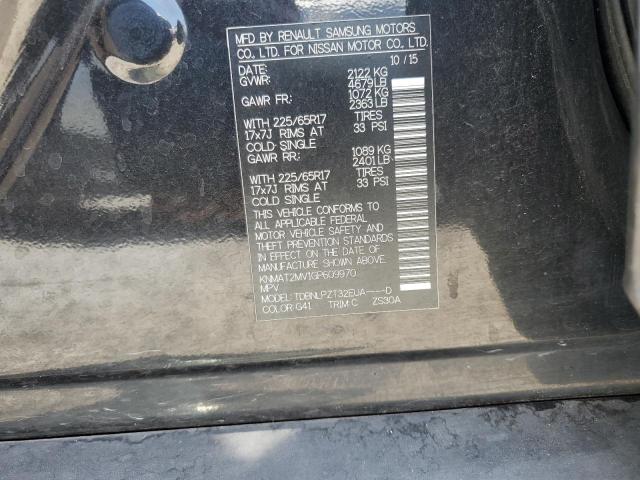 MFD BY RENAULT SAMSUNG MOTORS
CO., LTD. FOR NISSAN MOTOR CO., LTD.
DATE: 10 / 15
GVWR: 2122 KG
4679 LB
GAWR FR: 1072 KG
2363 LB
WITH 225/65R17 TIRES
17x7J RIMS AT 33 PSI
COLD SINGLE
GAWR RR: 1089 KG
2401 LB
WITH 225/65R17 TIRES
17x7J RIMS AT 33 PSI
COLD SINGLE
THIS VEHICLE CONFORMS TO
ALL APPLICABLE FEDERAL
MOTOR VEHICLE SAFETY AND
THEFT PREVENTION STANDARDS
IN EFFECT ON THE DATE OF
MANUFACTURE SHOWN ABOVE.
KNMAT2MV1GP609970
MPV
MODEL: TDBNLPZT32EUA----D
COLOR G41 TRIM C ZS30A